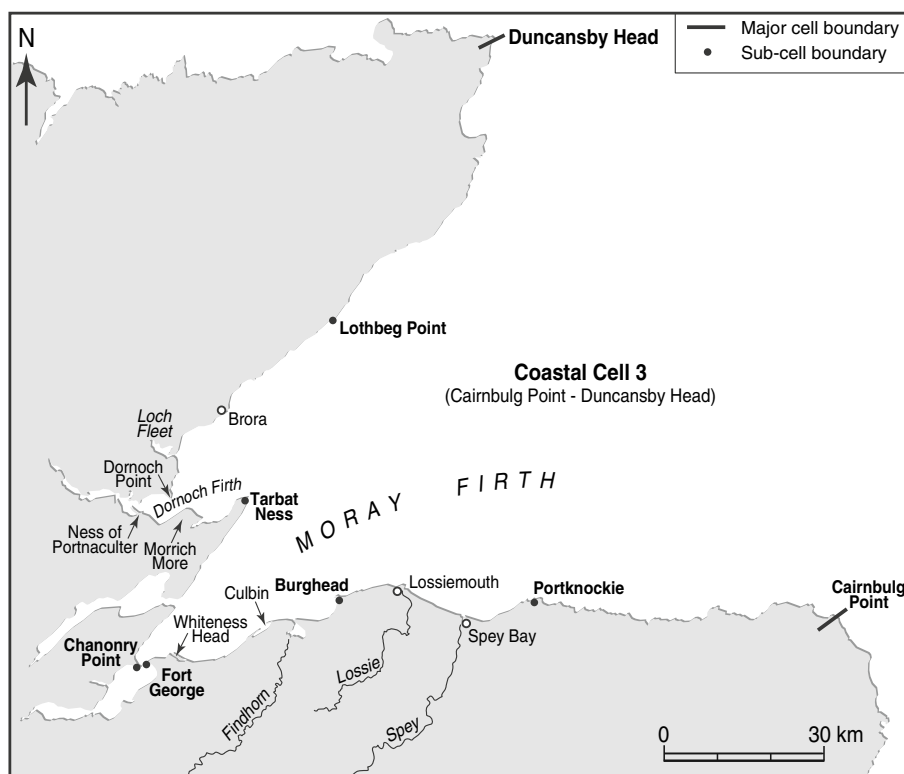 N
Duncansby Head
Major cell boundary
Sub-cell boundary
Lothbeg Point
Coastal Cell 3
(Cairnbulg Point - Duncansby Head)
Brora
Loch
Fleet
Dornoch
Point
Dornoch Firth
Tarbat
Ness
MORAY FIRTH
Ness of
Portnaculter
Morrich
More
Burghead
Lossiemouth
Portknockie
Cairnbulg
Point
Culbin
Whiteness
Head
Spey Bay
Chanonry
Point
Fort
George
Findhorn
Lossie
Spey
0 30 km